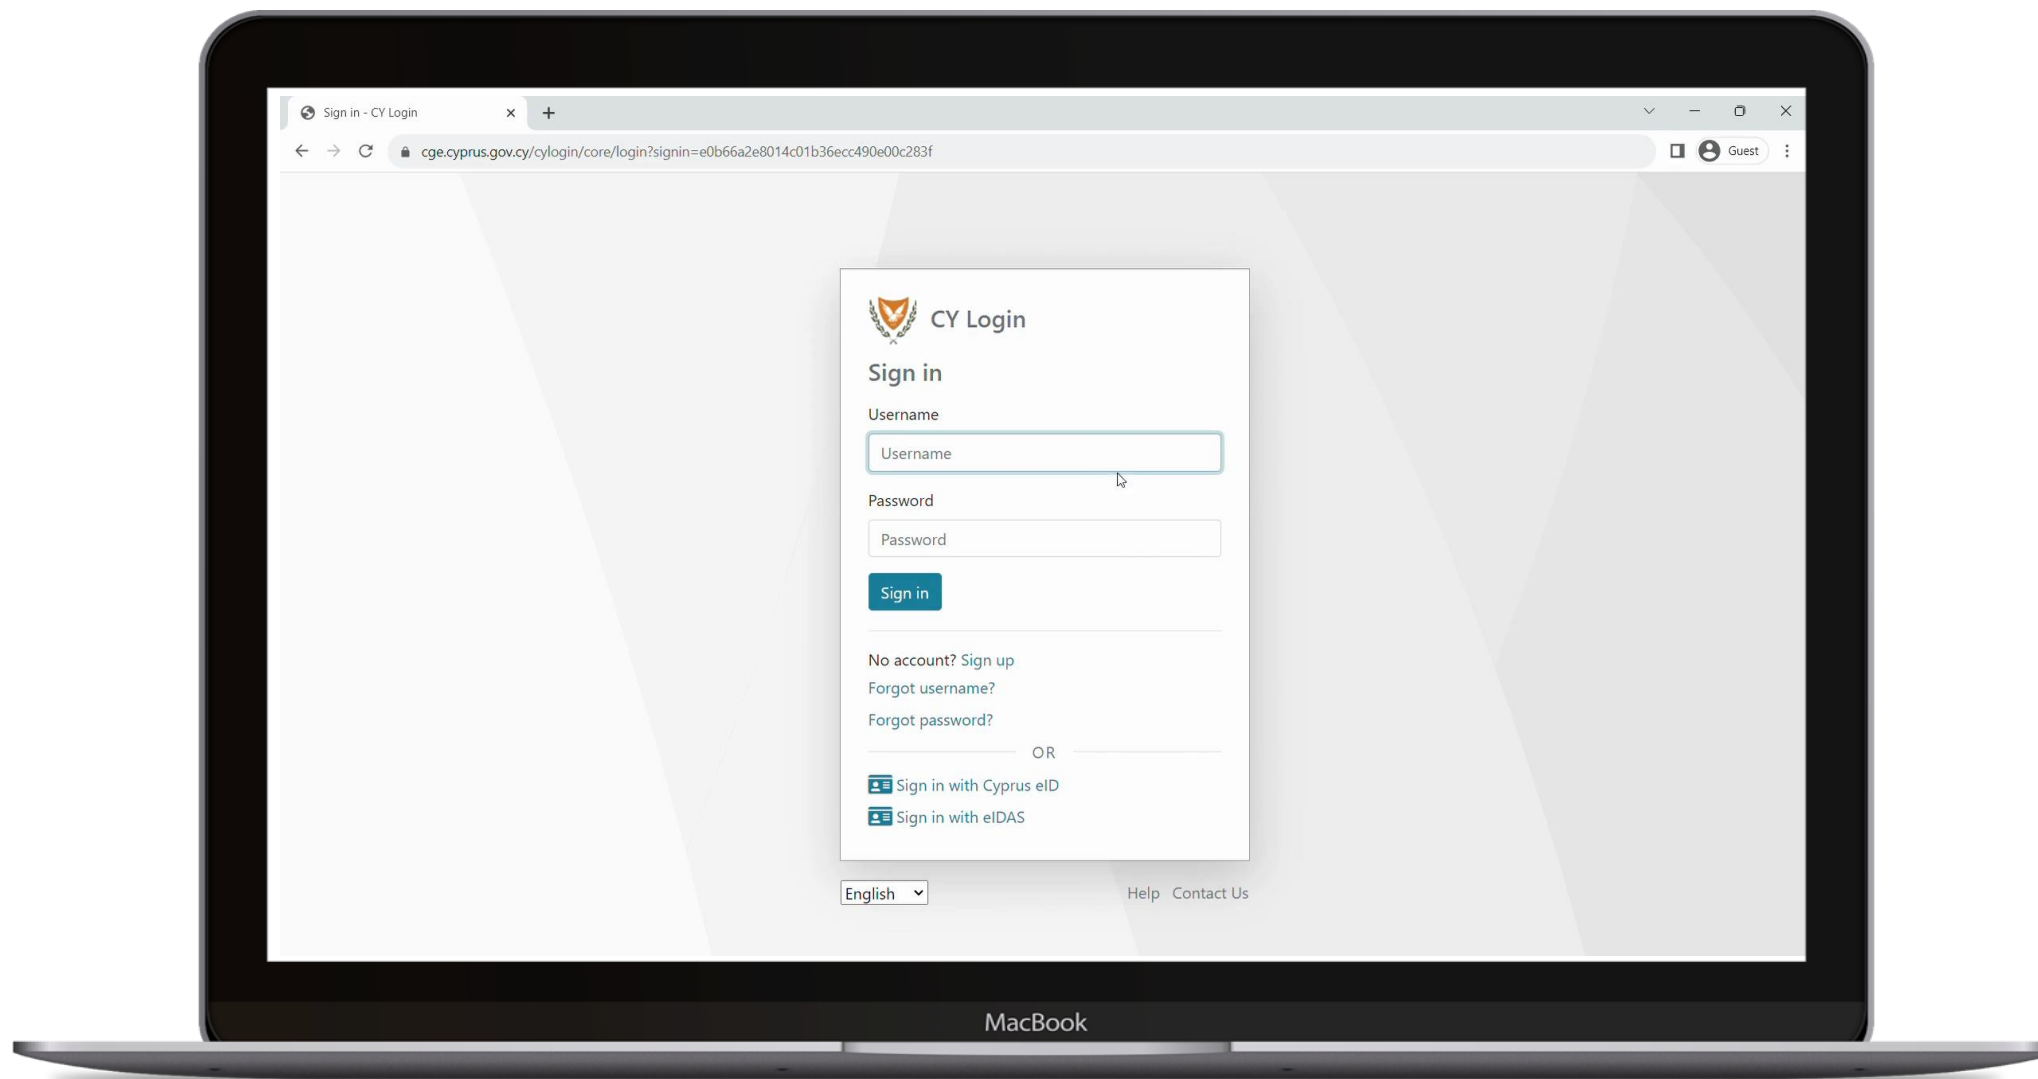 Sign in - CY Login
cge.cyprus.gov.cy/cylogin/core/login?signin=e0b66a2e8014c01b36ecc490e00c283f
Guest
CY Login
Sign in
Username
Username
Password
Password
Sign in
No account? Sign up
Forgot username?
Forgot password?
OR
Sign in with Cyprus eID
Sign in with eIDAS
English
Help Contact Us
MacBook